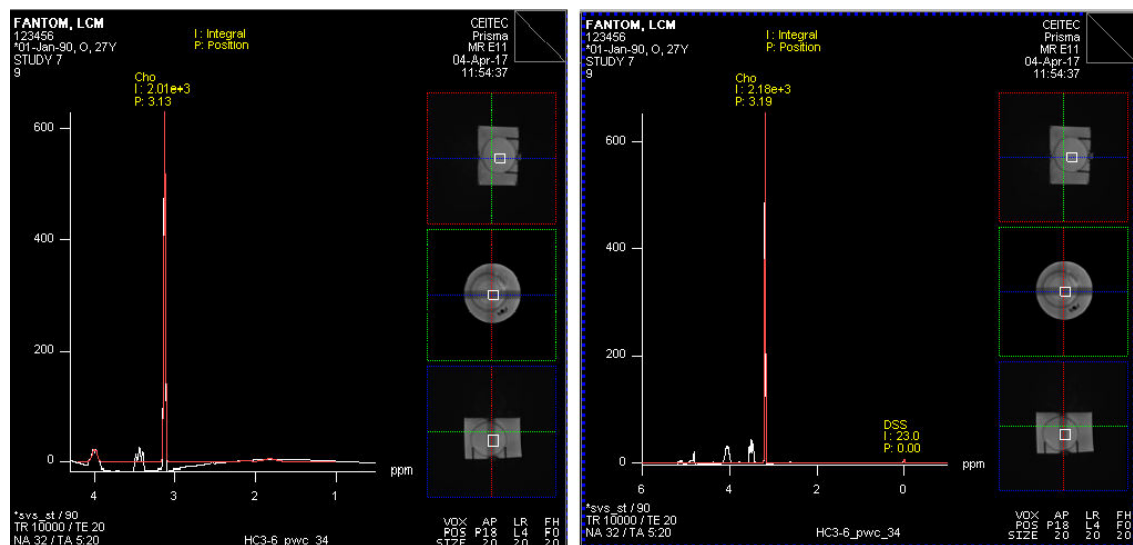 FANTOM, LCM
123456
*01-Jan-90, O, 27Y
STUDY 7
9
I : Integral
P: Position
CEITEC
Prisma
MR E11
04-Apr-17
11:54:37
Cho
I : 2.01e+3
P: 3.13
600
400
200
0
4 3 2 1
ppm
*svs_st / 90
TR 10000 / TE 20
NA 32 / TA 5:20
HC3-6_pwc_34
VOX AP LR FH
POS P18 L4 F0
SIZE 20 20 20
FANTOM, LCM
123456
*01-Jan-90, O, 27Y
STUDY 7
9
I : Integral
P: Position
CEITEC
Prisma
MR E11
04-Apr-17
11:54:37
Cho
I : 2.18e+3
P: 3.19
600
400
200
0
DSS
I : 23.0
P: 0.00
6 4 2 0
ppm
*svs_st / 90
TR 10000 / TE 20
NA 32 / TA 5:20
HC3-6_pwc_34
VOX AP LR FH
POS P18 L4 F0
SIZE 20 20 20